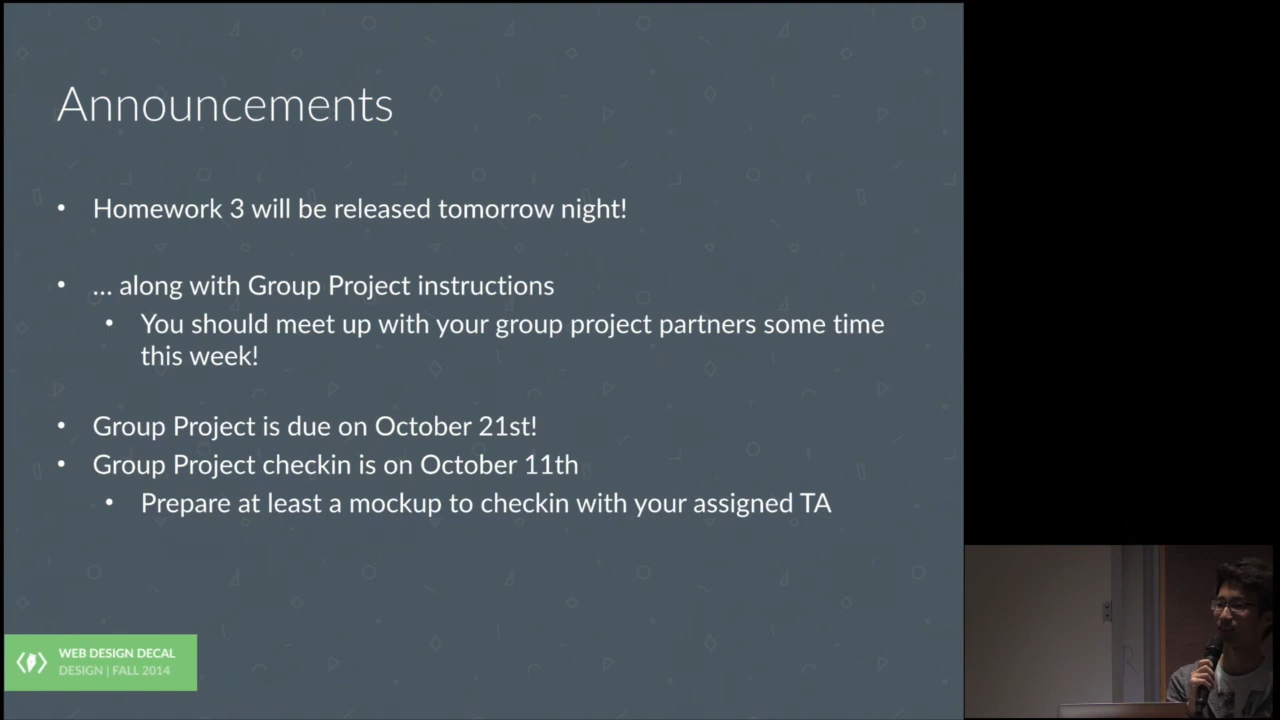 Announcements
• Homework 3 will be released tomorrow night!
• ... along with Group Project instructions
• You should meet up with your group project partners some time
this week!
• Group Project is due on October 21st!
• Group Project checkin is on October 11th
• Prepare at least a mockup to checkin with your assigned TA
WEB DESIGN DECAL
DESIGN | FALL 2014